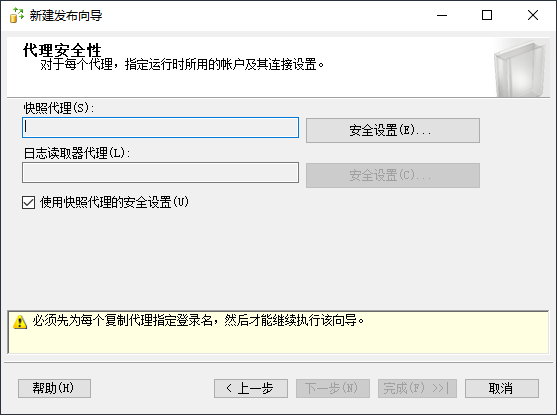 新建发布向导
代理安全性
对于每个代理，指定运行时所用的帐户及其连接设置。
快照代理(S):
安全设置(E)...
日志读取器代理(L):
安全设置(C)...
使用快照代理的安全设置(U)
必须先为每个复制代理指定登录名，然后才能继续执行该向导。
帮助(H)
< 上一步
下一步(N)
完成(F) >>|
取消